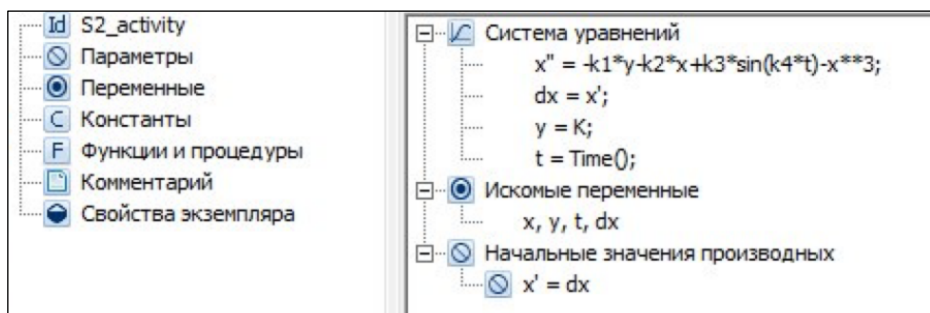 Id S2_activity
Параметры
Переменные
C Константы
F Функции и процедуры
Комментарий
Свойства экземпляра
Система уравнений
x'' = -k1*y-k2*x+k3*sin(k4*t)-x**3;
dx = x';
y = K;
t = Time();
Искомые переменные
x, y, t, dx
Начальные значения производных
x' = dx